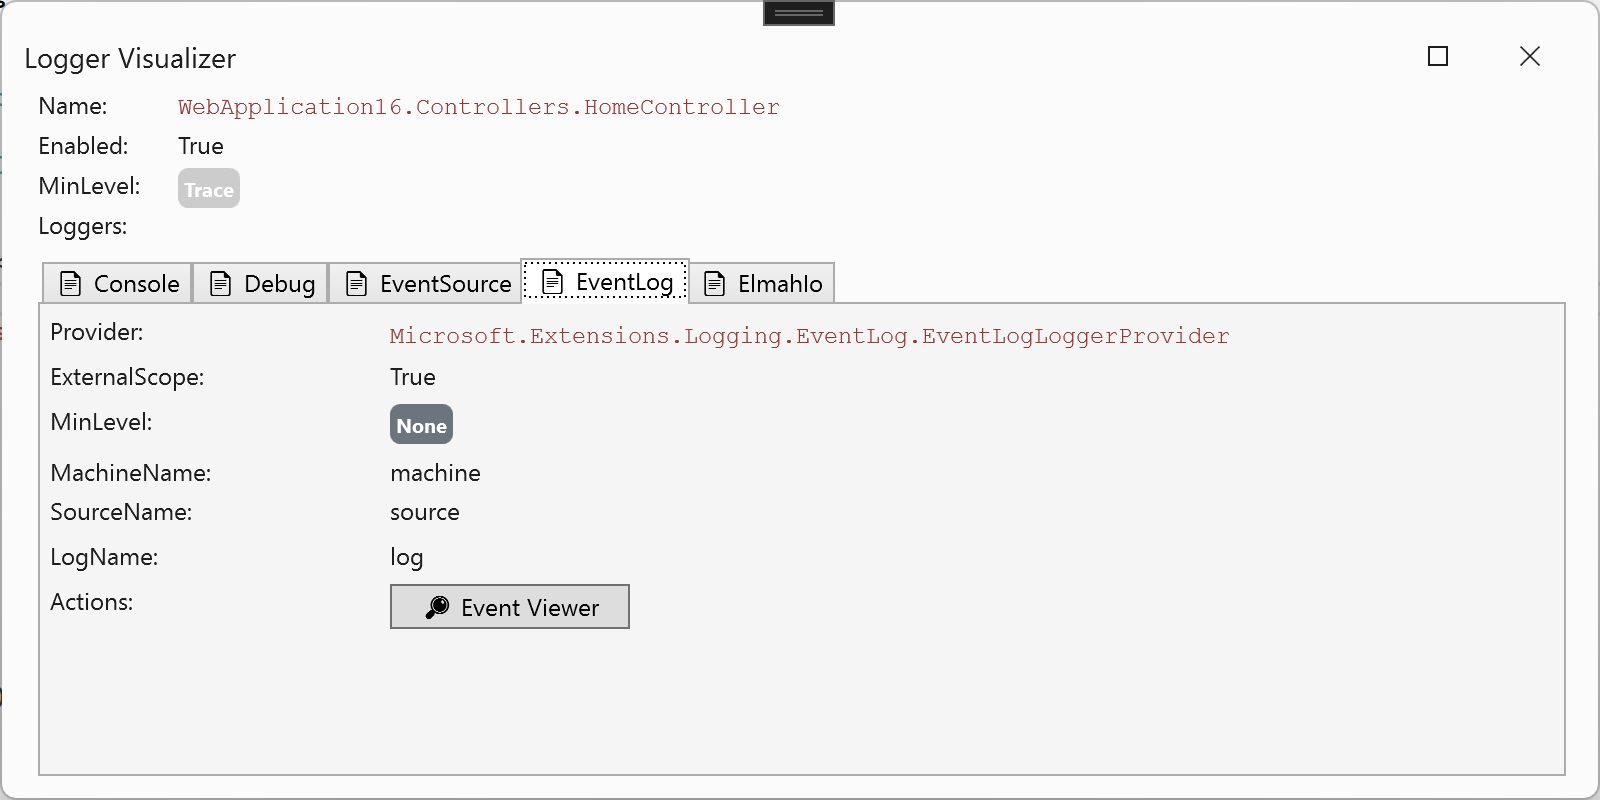 Logger Visualizer
Name: WebApplication16.Controllers.HomeController
Enabled: True
MinLevel: Trace
Loggers:
Console Debug EventSource EventLog ElmahIo
Provider: Microsoft.Extensions.Logging.EventLog.EventLogLoggerProvider
ExternalScope: True
MinLevel: None
MachineName: machine
SourceName: source
LogName: log
Actions: Event Viewer